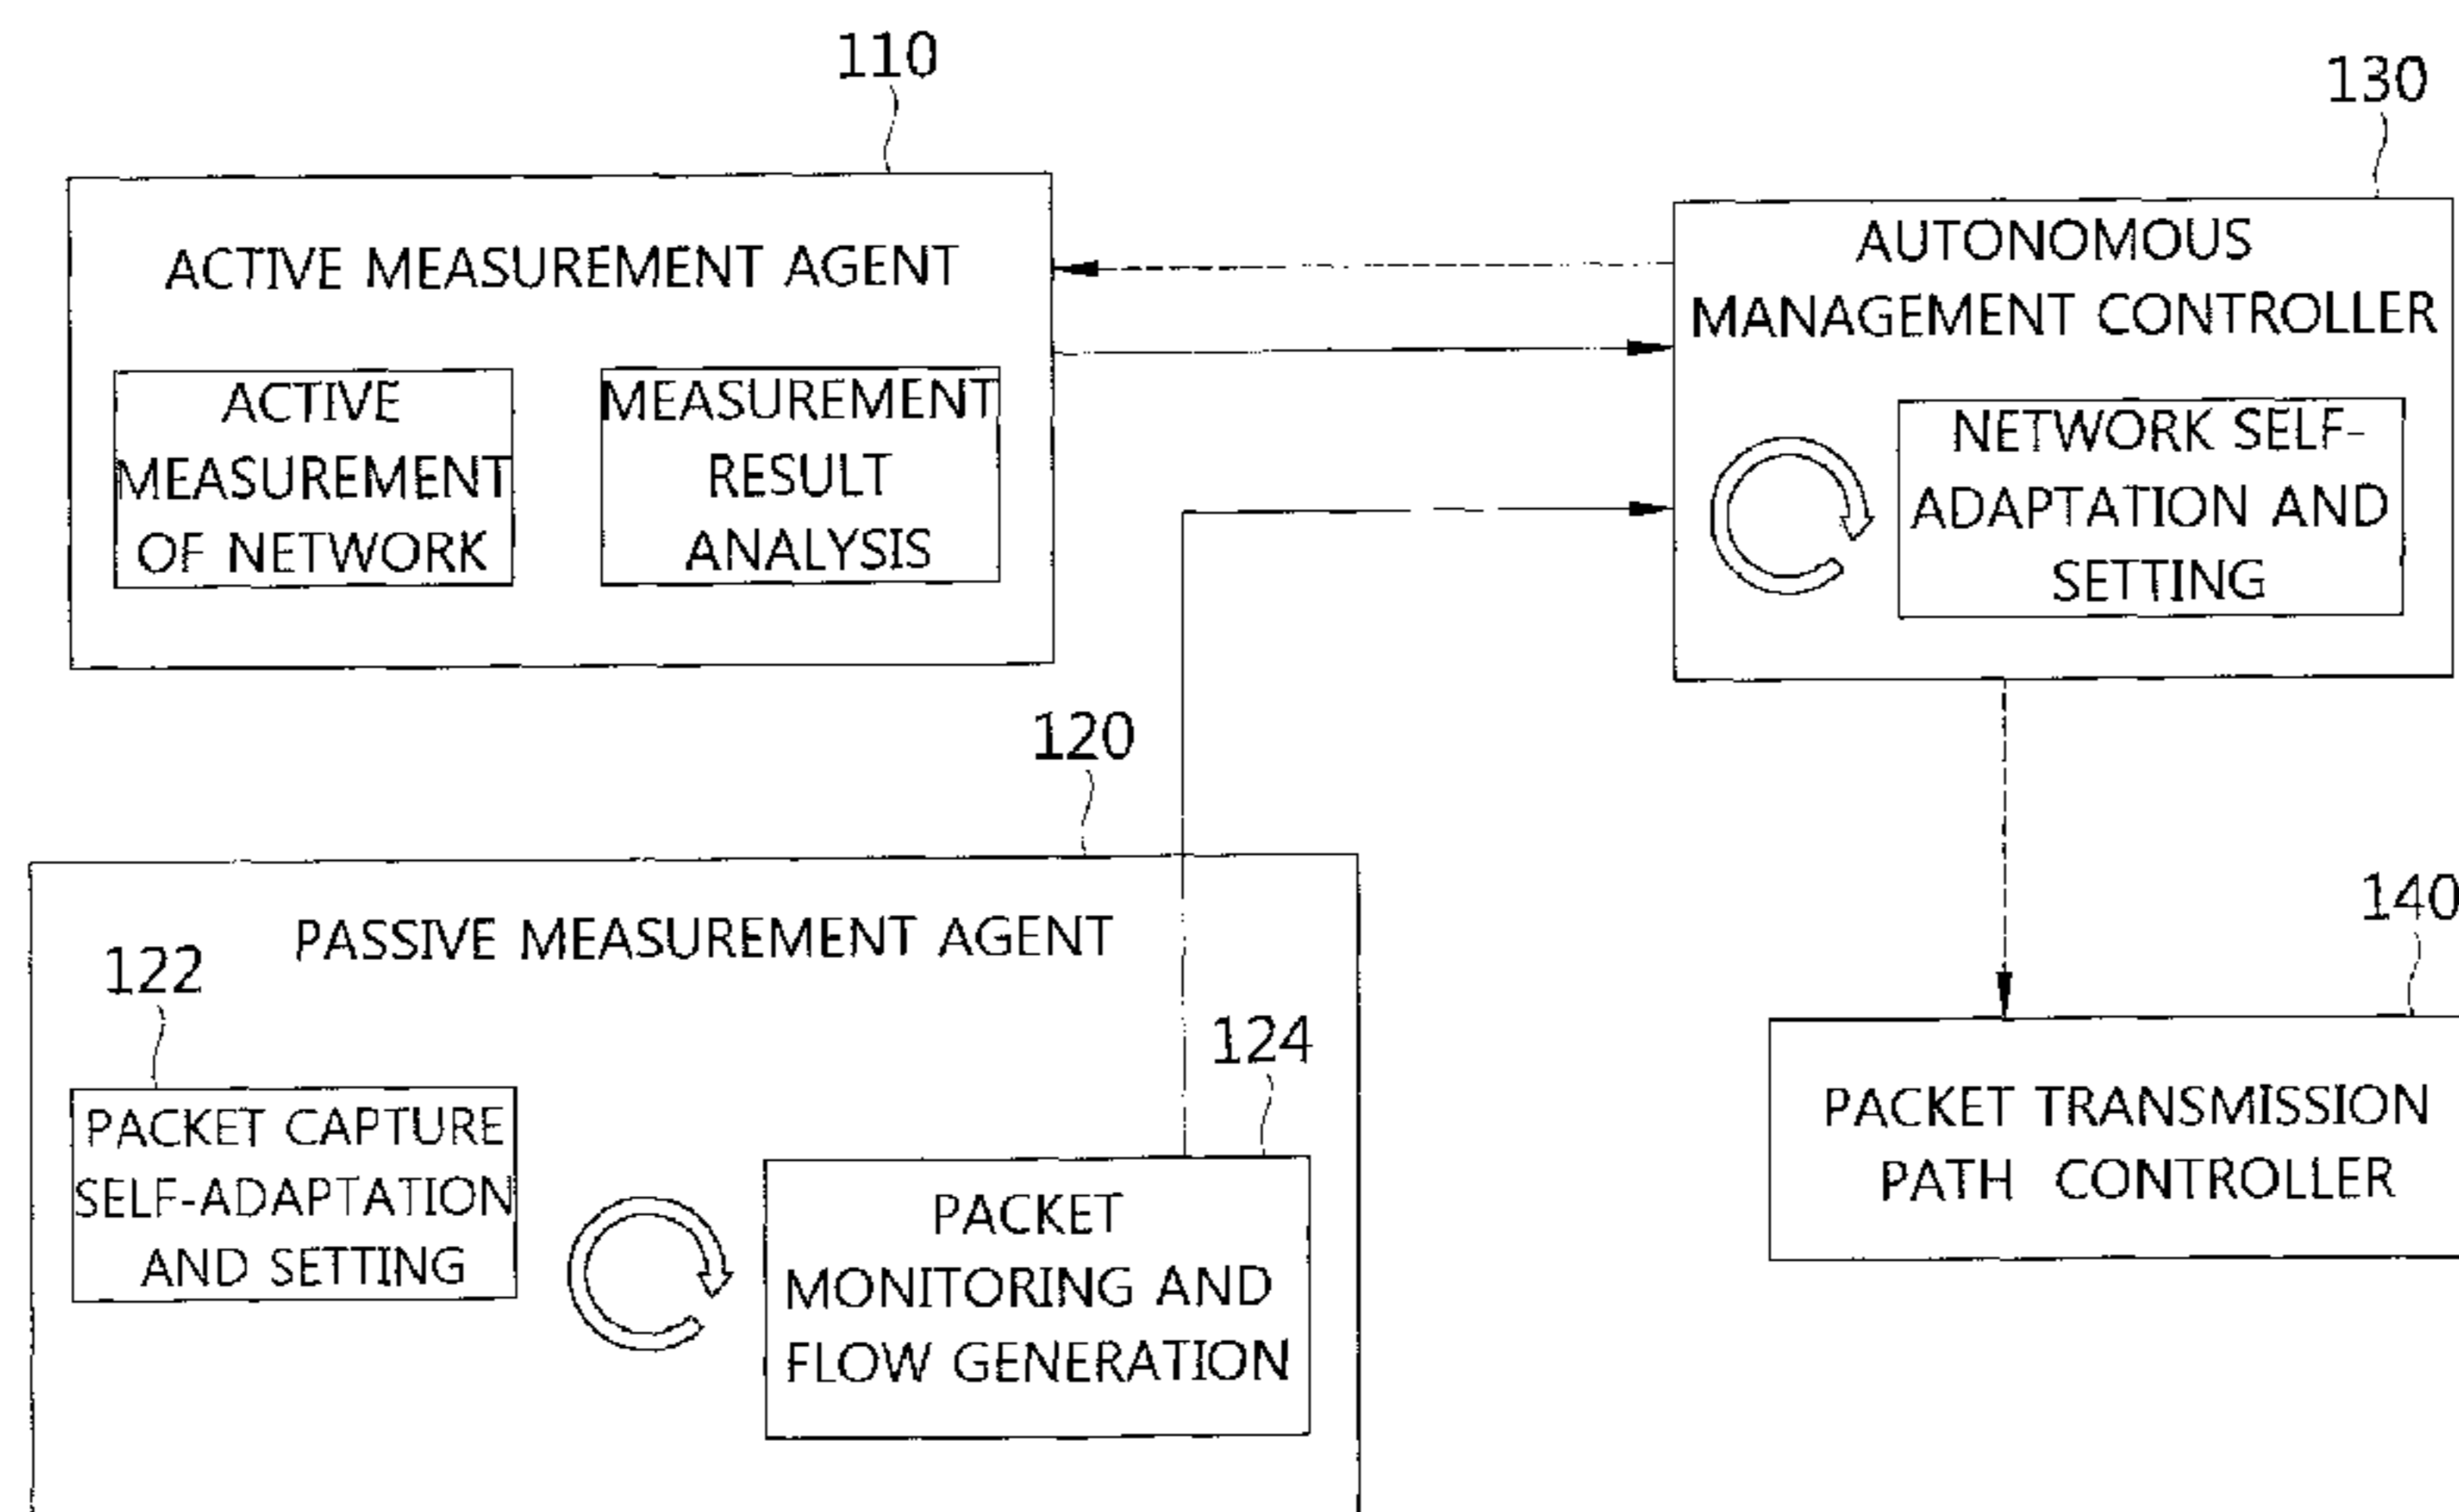 110
130
ACTIVE MEASUREMENT AGENT
ACTIVE
MEASUREMENT
OF NETWORK
MEASUREMENT
RESULT
ANALYSIS
AUTONOMOUS
MANAGEMENT CONTROLLER
NETWORK SELF-
ADAPTATION AND
SETTING
120
PASSIVE MEASUREMENT AGENT
122
PACKET CAPTURE
SELF-ADAPTATION
AND SETTING
124
PACKET
MONITORING AND
FLOW GENERATION
140
PACKET TRANSMISSION
PATH CONTROLLER